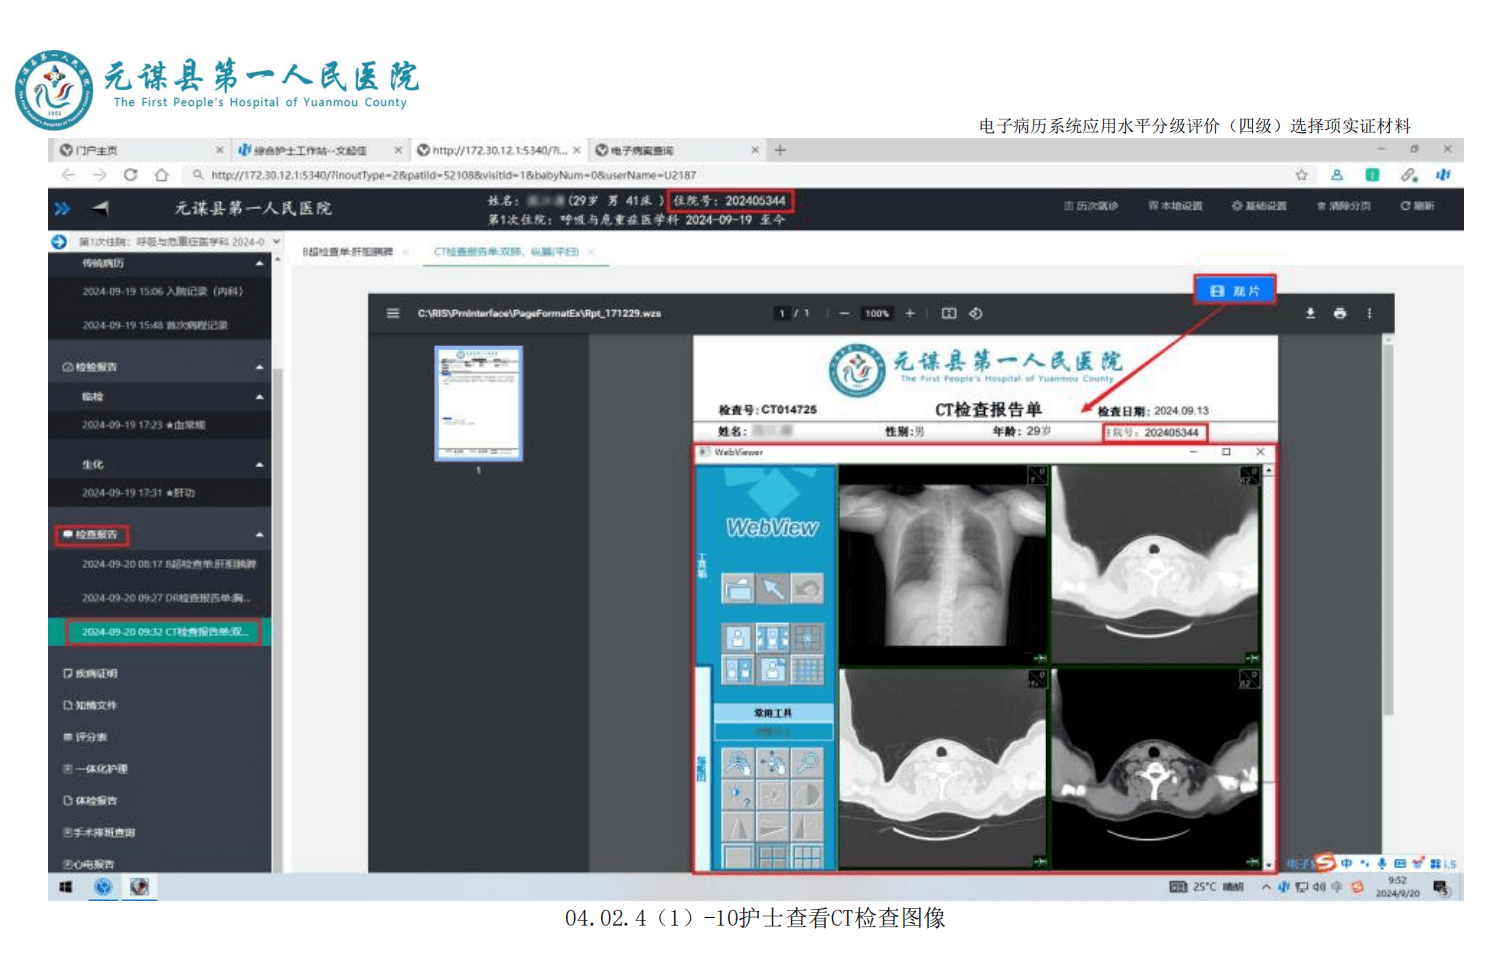 元谋县第一人民医院
The First People's Hospital of Yuanmou County
电子病历系统应用水平分级评价（四级）选择项实证材料
门户主页
综合护士工作站--文起佳
http://172.30.12.1:5340/?i...
电子病案查询
http://172.30.12.1:5340/?inoutType=2&patiId=52108&visitId=1&babyNum=0&userName=U2187
元谋县第一人民医院
姓名: (29岁 男 41床 ) 住院号: 202405344
第1次住院: 呼吸与危重症医学科 2024-09-19 至今
历次就诊
本地设置
基础设置
清除分页
刷新
第1次住院: 呼吸与危重症医学科 2024-0
B超检查单:肝胆胰脾
CT检查报告单:双肺、纵膈(平扫)
传统病历
2024-09-19 15:06 入院记录（内科）
2024-09-19 15:48 首次病程记录
检验报告
临检
2024-09-19 17:23 ★血常规
生化
2024-09-19 17:31 ★肝功
检查报告
2024-09-20 08:17 B超检查单:肝胆胰脾
2024-09-20 09:27 DR检查报告单:胸...
2024-09-20 09:32 CT检查报告单:双...
疾病证明
知情文件
评分表
一体化护理
体检报告
手术排班查询
心电报告
观片
C:\RIS\PrnInterface\PageFormatEx\Rpt_171229.wzs
1 / 1
100%
1
元谋县第一人民医院
The First People's Hospital of Yuanmou County
检查号:CT014725
CT检查报告单
检查日期: 2024.09.13
姓名:
性别:男
年龄: 29岁
住院号: 202405344
WebViewer
WebView
工具箱
常用工具
缩略图
中
25°C 晴朗
9:52
2024/9/20
04.02.4（1）-10护士查看CT检查图像